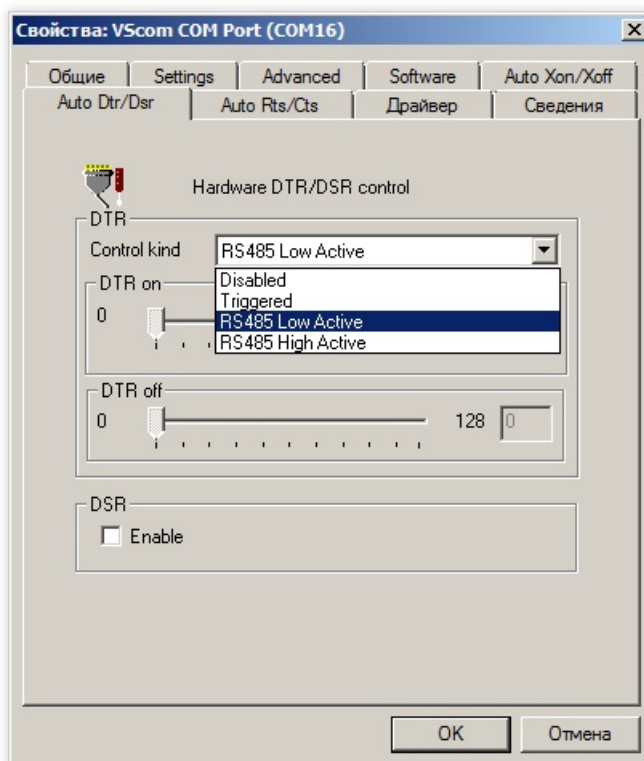 Свойства: VScom COM Port (COM16)
Общие Settings Advanced Software Auto Xon/Xoff
Auto Dtr/Dsr Auto Rts/Cts Драйвер Сведения
Hardware DTR/DSR control
DTR
Control kind RS485 Low Active
Disabled
Triggered
RS485 Low Active
RS485 High Active
DTR on
0
DTR off
0 128 0
DSR
Enable
OK Отмена